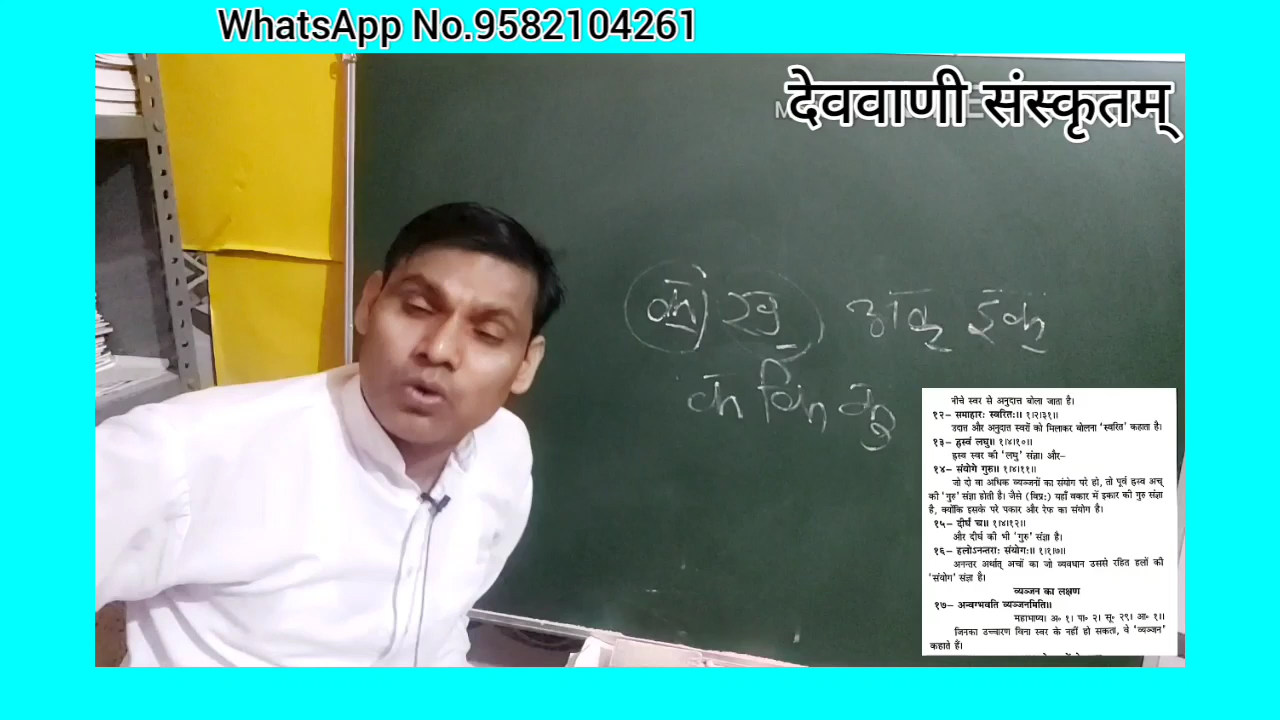 WhatsApp No.9582104261
देववाणी संस्कृतम्
क ख अक् इक्
क कि कु
नीचे स्वर से अनुदात्त बोला जाता है।
१२- समाहारः स्वरितः॥ १।२।३१॥
उदात्त और अनुदात्त स्वरों को मिलाकर बोलना 'स्वरित' कहाता है।
१३- ह्रस्वं लघु॥ १।४।१०॥
ह्रस्व स्वर की 'लघु' संज्ञा। और-
१४- संयोगे गुरु॥ १।४।११॥
जो दो वा अधिक व्यञ्जनों का संयोग परे हो, तो पूर्व ह्रस्व अच्
की 'गुरु' संज्ञा होती है। जैसे (विप्रः) यहाँ वकार में इकार की गुरु संज्ञा
है, क्योंकि इसके परे पकार और रेफ का संयोग है।
१५- दीर्घं च॥ १।४।१२॥
और दीर्घ की भी 'गुरु' संज्ञा है।
१६- हलोऽनन्तराः संयोगः॥ १।१।७॥
अनन्तर अर्थात् अचों का जो व्यवधान उससे रहित हलों की
'संयोग' संज्ञा है।
व्यञ्जन का लक्षण
१७- अन्वग्भवति व्यञ्जनमिति॥
महाभाष्य। अ० १। पा० २। सू० २९। आ० १॥
जिनका उच्चारण विना स्वर के नहीं हो सकता, वे 'व्यञ्जन'
कहाते हैं।